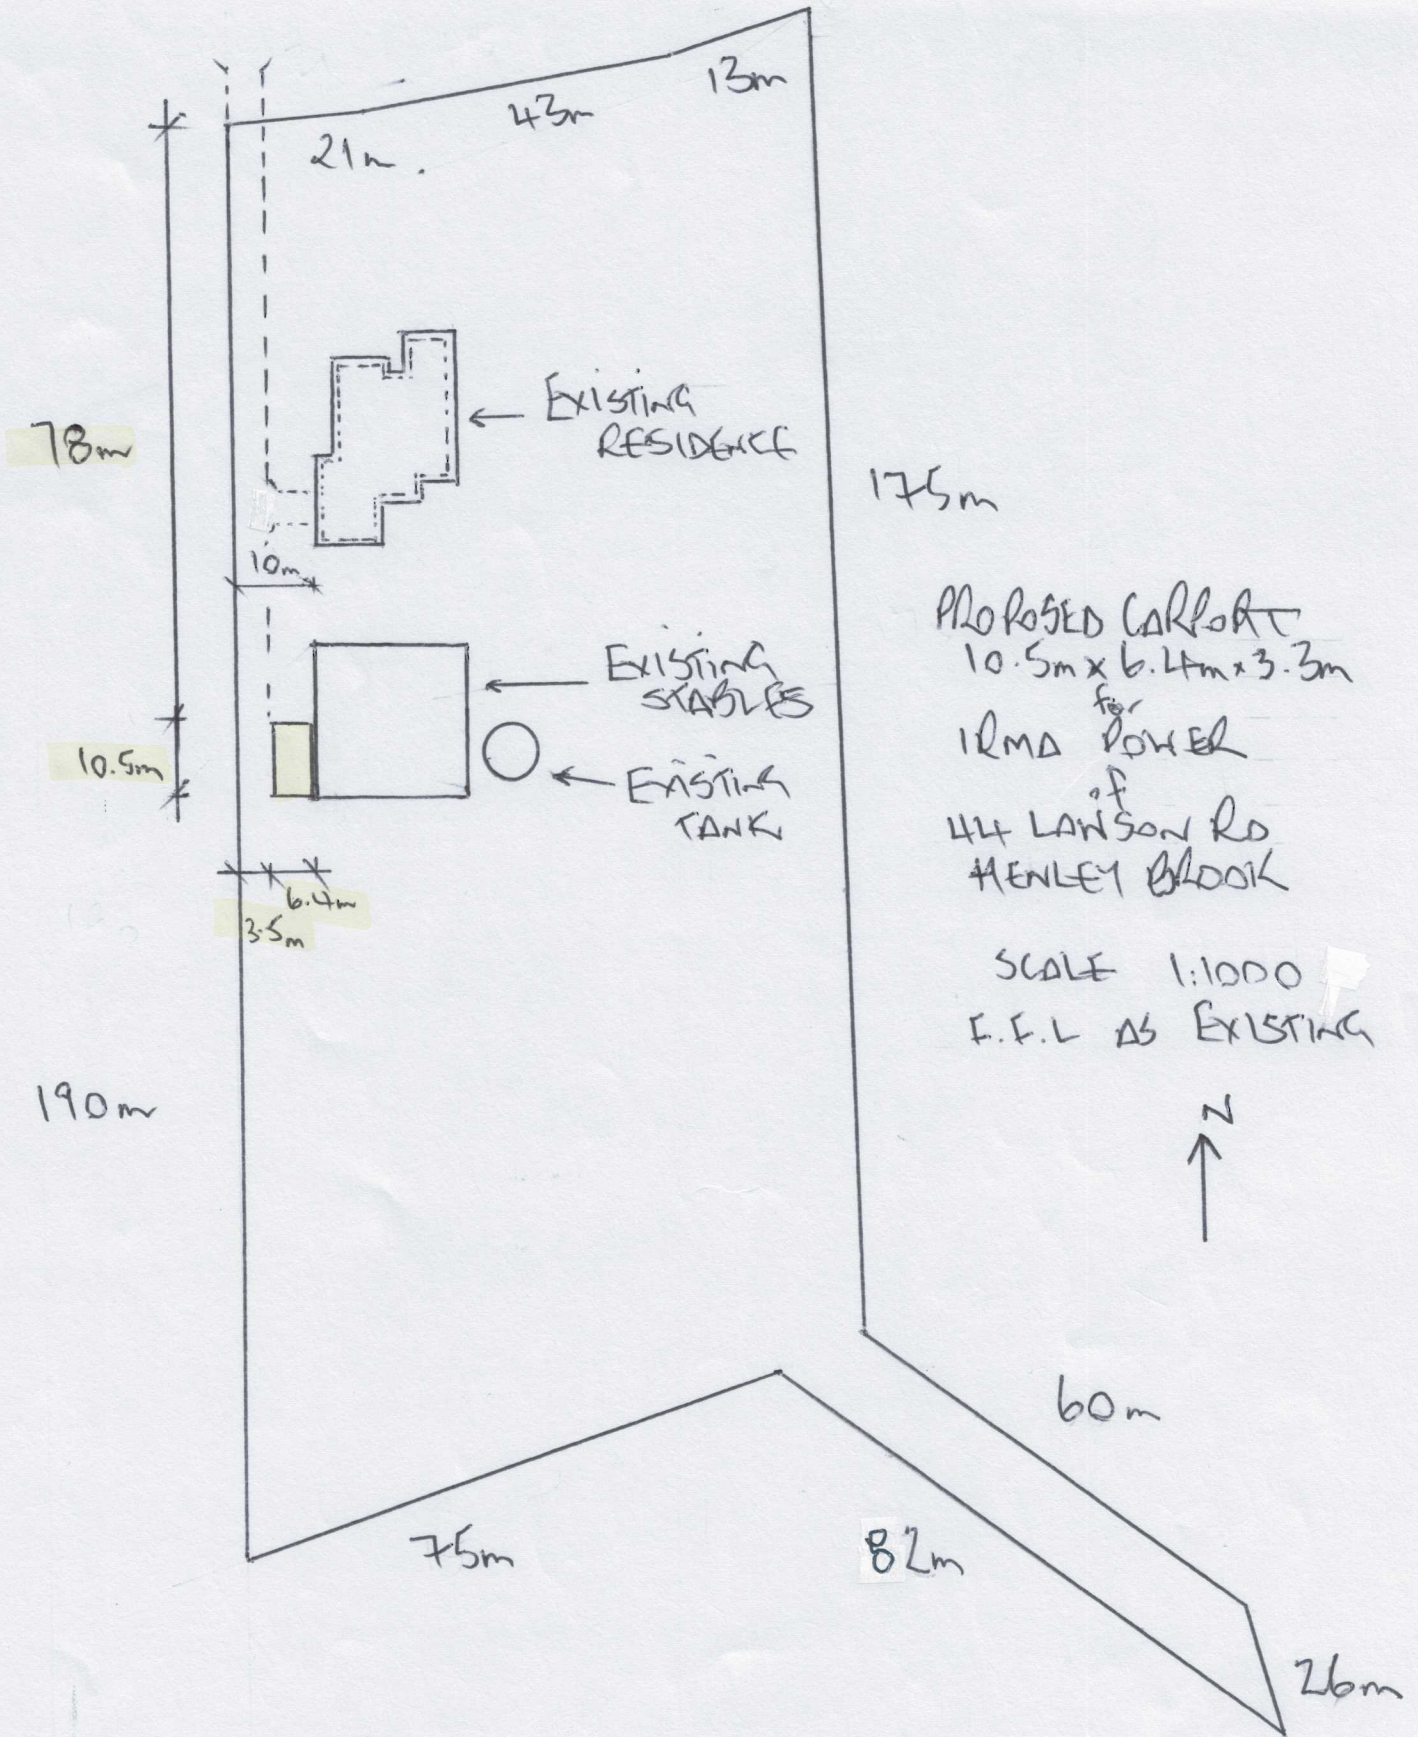 13m
43m
21m.
78m
EXISTING
RESIDENCE
175m
10m
PROPOSED CARPORT
10.5m x 6.4m x 3.3m
for
IRMA POWER
of
44 LAWSON RD
HENLEY BROOK
EXISTING
STABLES
10.5m
EXISTING
TANK
6.4m
3.5m
SCALE 1:1000
F.F.L AS EXISTING
190m
N
60m
75m
82m
26m